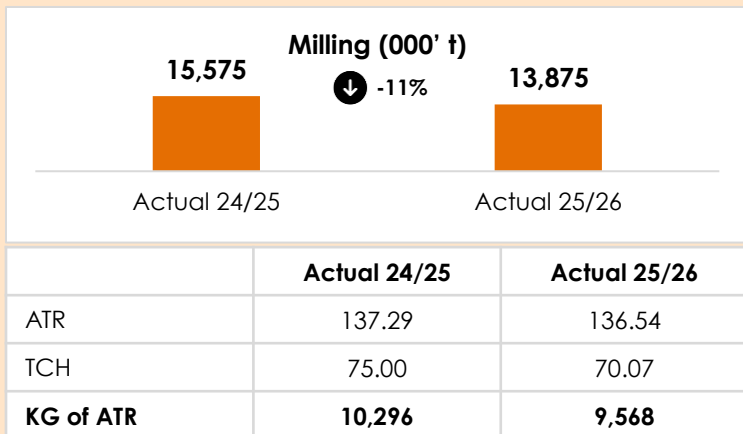 Milling (000' t)
15,575
-11%
13,875
Actual 24/25 Actual 25/26
Actual 24/25 Actual 25/26
ATR 137.29 136.54
TCH 75.00 70.07
KG of ATR 10,296 9,568